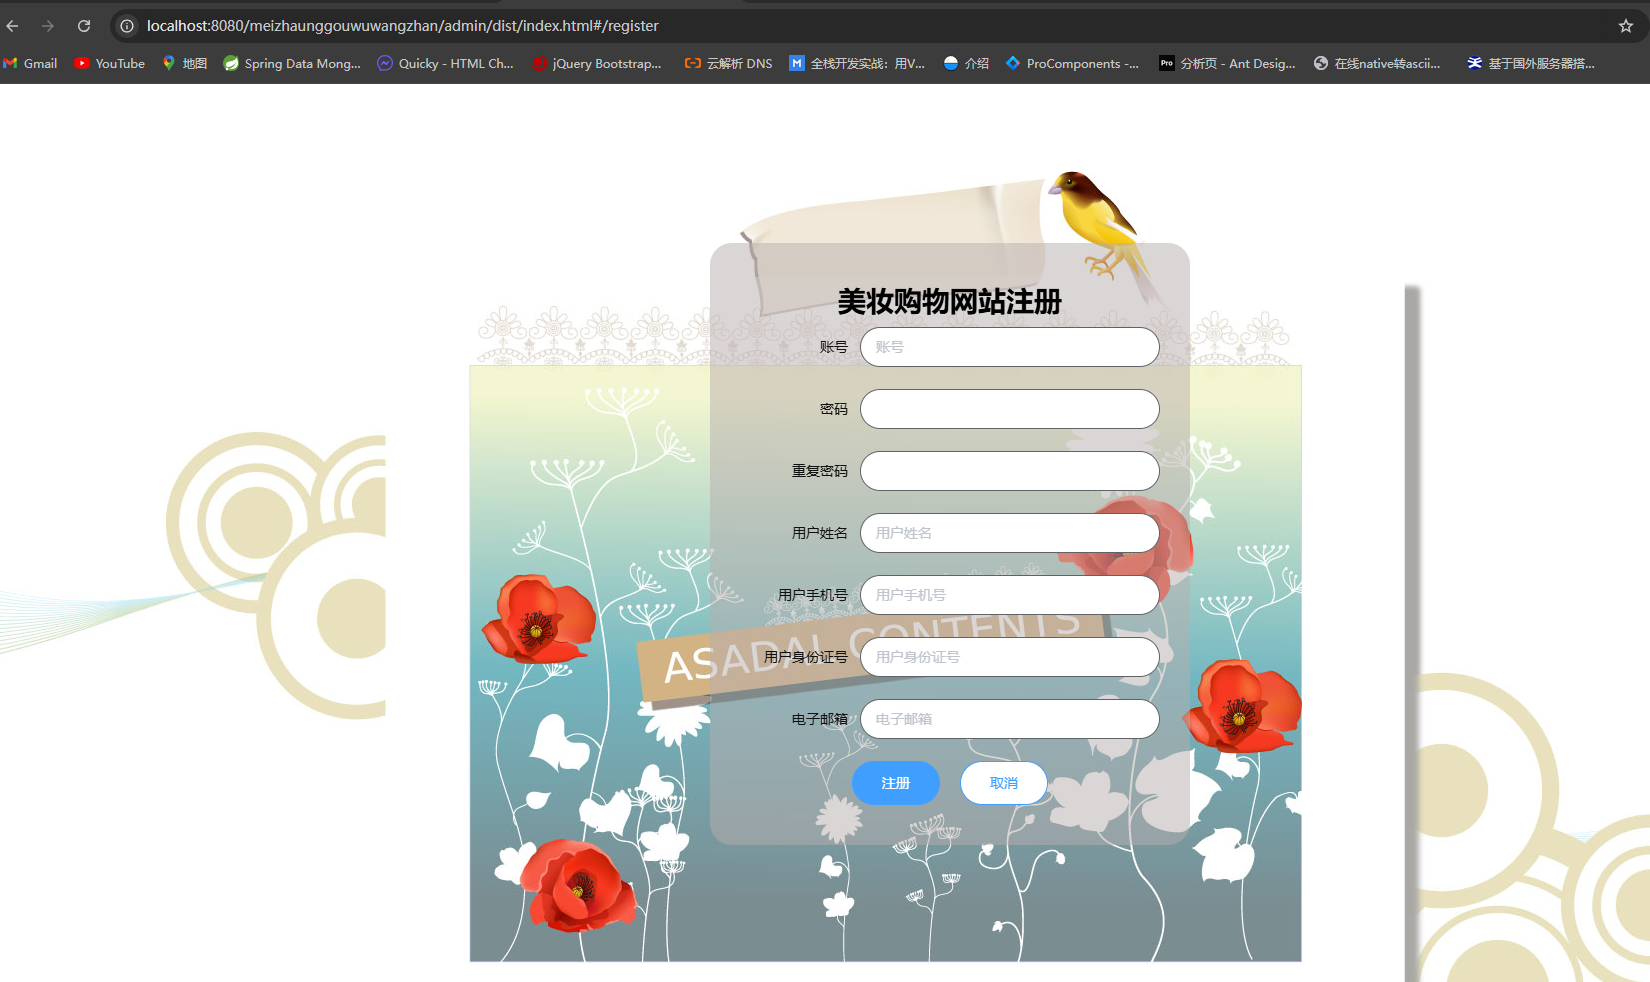 localhost:8080/meizhaunggouwuwangzhan/admin/dist/index.html#/register
Gmail YouTube 地图 Spring Data Mong... Quicky - HTML Ch... jQuery Bootstrap... 云解析 DNS M 全栈开发实战：用V... 介绍 ProComponents -... Pro 分析页 - Ant Desig... 在线native转ascii... 基于国外服务器搭...
美妆购物网站注册
账号 账号
密码
重复密码
用户姓名 用户姓名
用户手机号 用户手机号
ASADAL CONTENTS
用户身份证号 用户身份证号
电子邮箱 电子邮箱
注册 取消